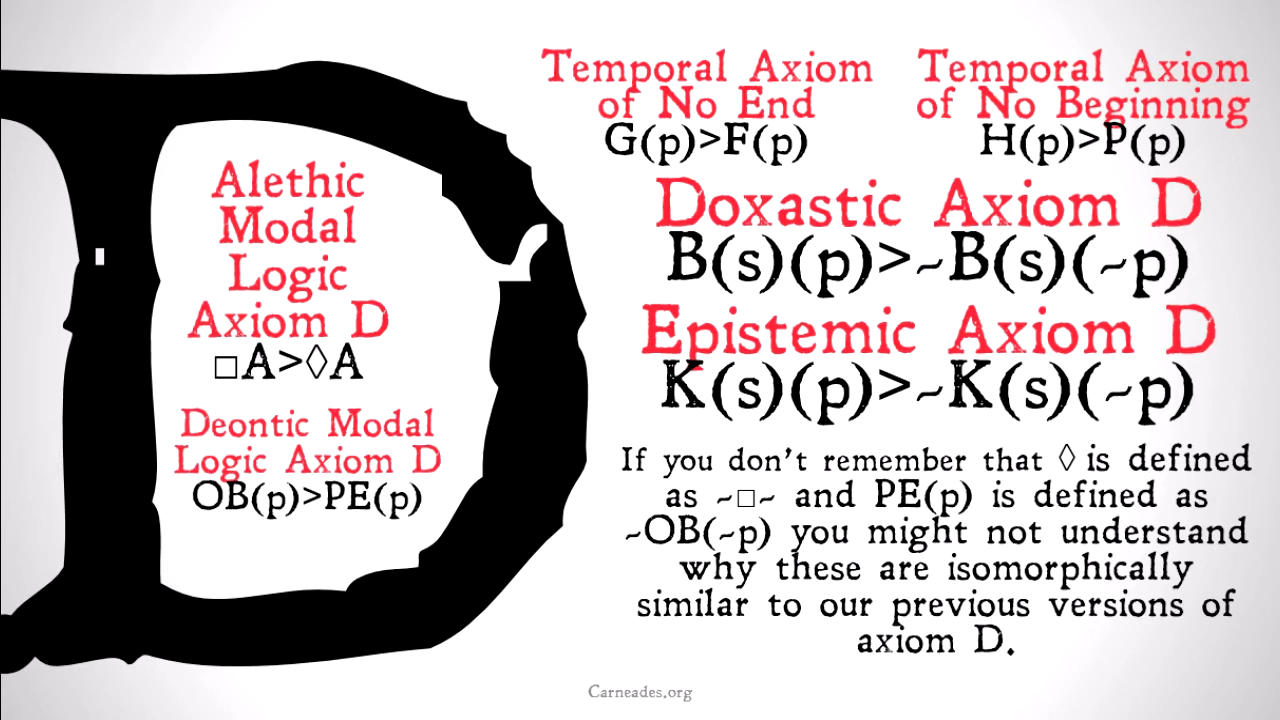 Alethic
Modal
Logic
Axiom D
□A>◊A
Deontic Modal
Logic Axiom D
OB(p)>PE(p)
Temporal Axiom
of No End
G(p)>F(p)
Temporal Axiom
of No Beginning
H(p)>P(p)
Doxastic Axiom D
B(s)(p)>~B(s)(~p)
Epistemic Axiom D
K(s)(p)>~K(s)(~p)
If you don't remember that ◊ is defined
as ~□~ and PE(p) is defined as
~OB(~p) you might not understand
why these are isomorphically
similar to our previous versions of
axiom D.
Carneades.org